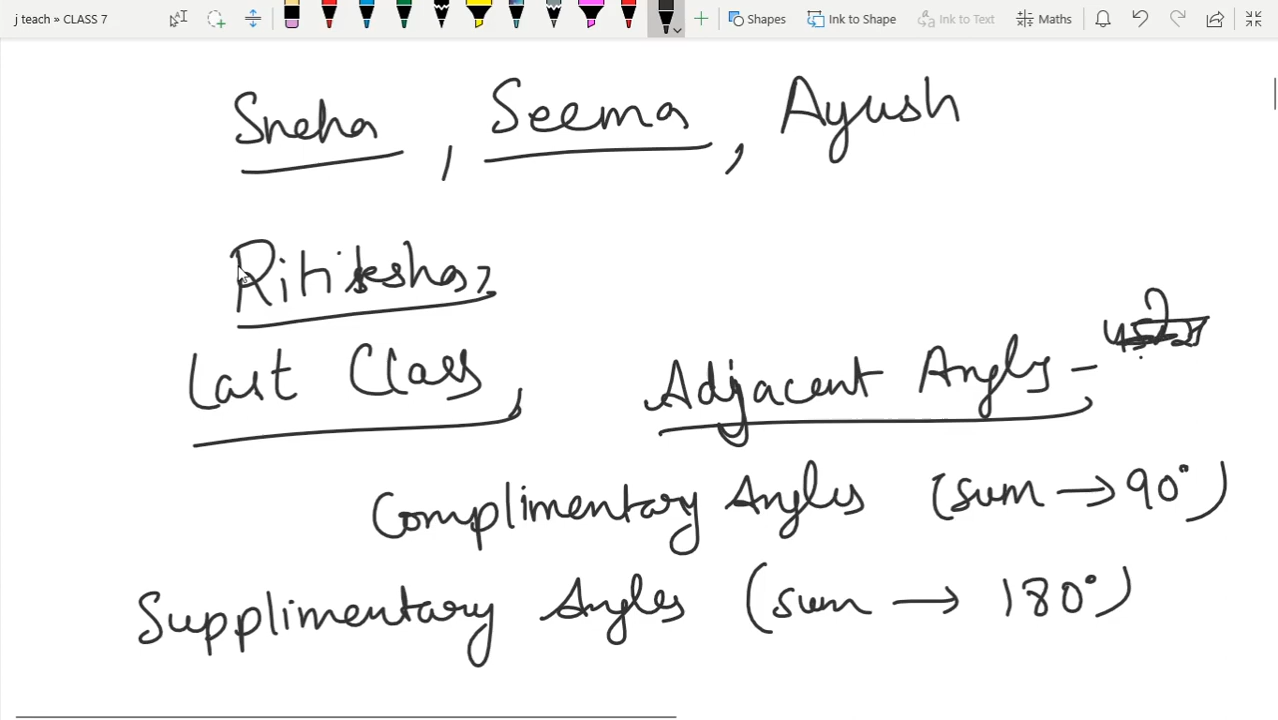 j teach » CLASS 7
Shapes Ink to Shape Ink to Text Maths
Sneha, Seema, Ayush
Last Class, Adjacent Angles -
Complimentary Angles (sum → 90°)
Supplimentary Angles (sum → 180°)